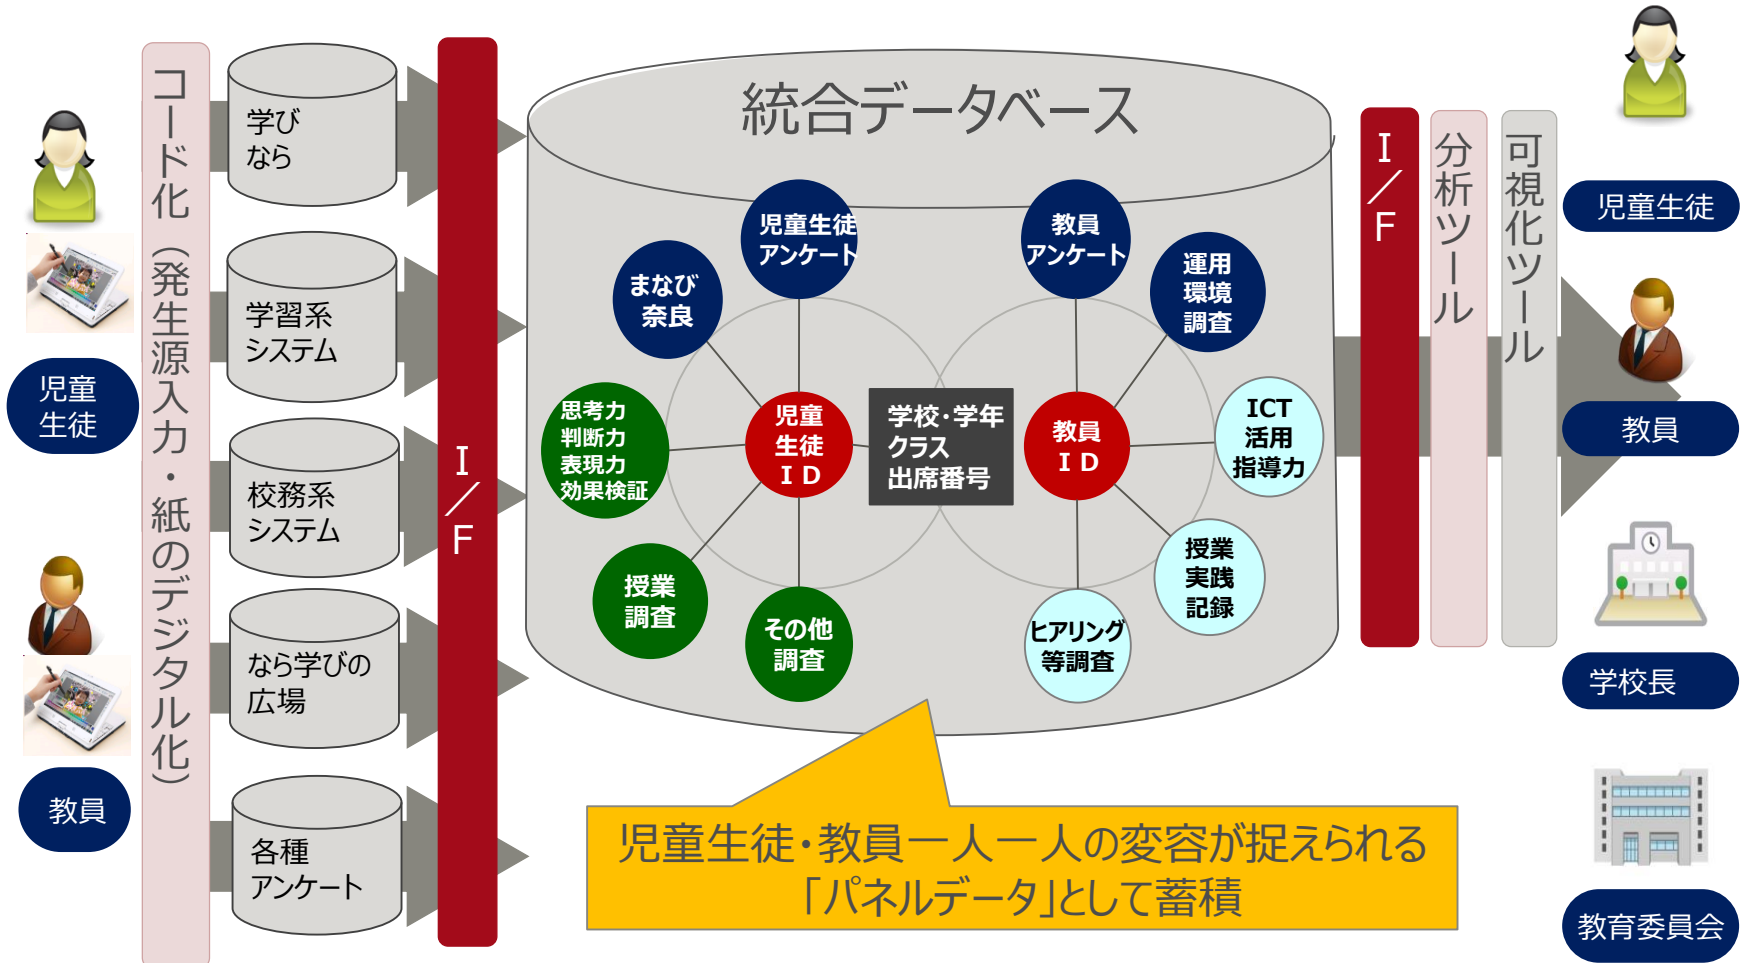 児童
生徒
教員
コード化（発生源入力・紙のデジタル化）
学び
なら
学習系
システム
校務系
システム
なら学びの
広場
各種
アンケート
I／F
統合データベース
児童生徒
アンケート
まなび
奈良
思考力
判断力
表現力
効果検証
授業
調査
その他
調査
児童
生徒
ＩＤ
学校・学年
クラス
出席番号
教員
ＩＤ
教員
アンケート
運用
環境
調査
ICT
活用
指導力
授業
実践
記録
ヒアリング
等調査
児童生徒・教員一人一人の変容が捉えられる
「パネルデータ」として蓄積
I／F
分析ツール
可視化ツール
児童生徒
教員
学校長
教育委員会